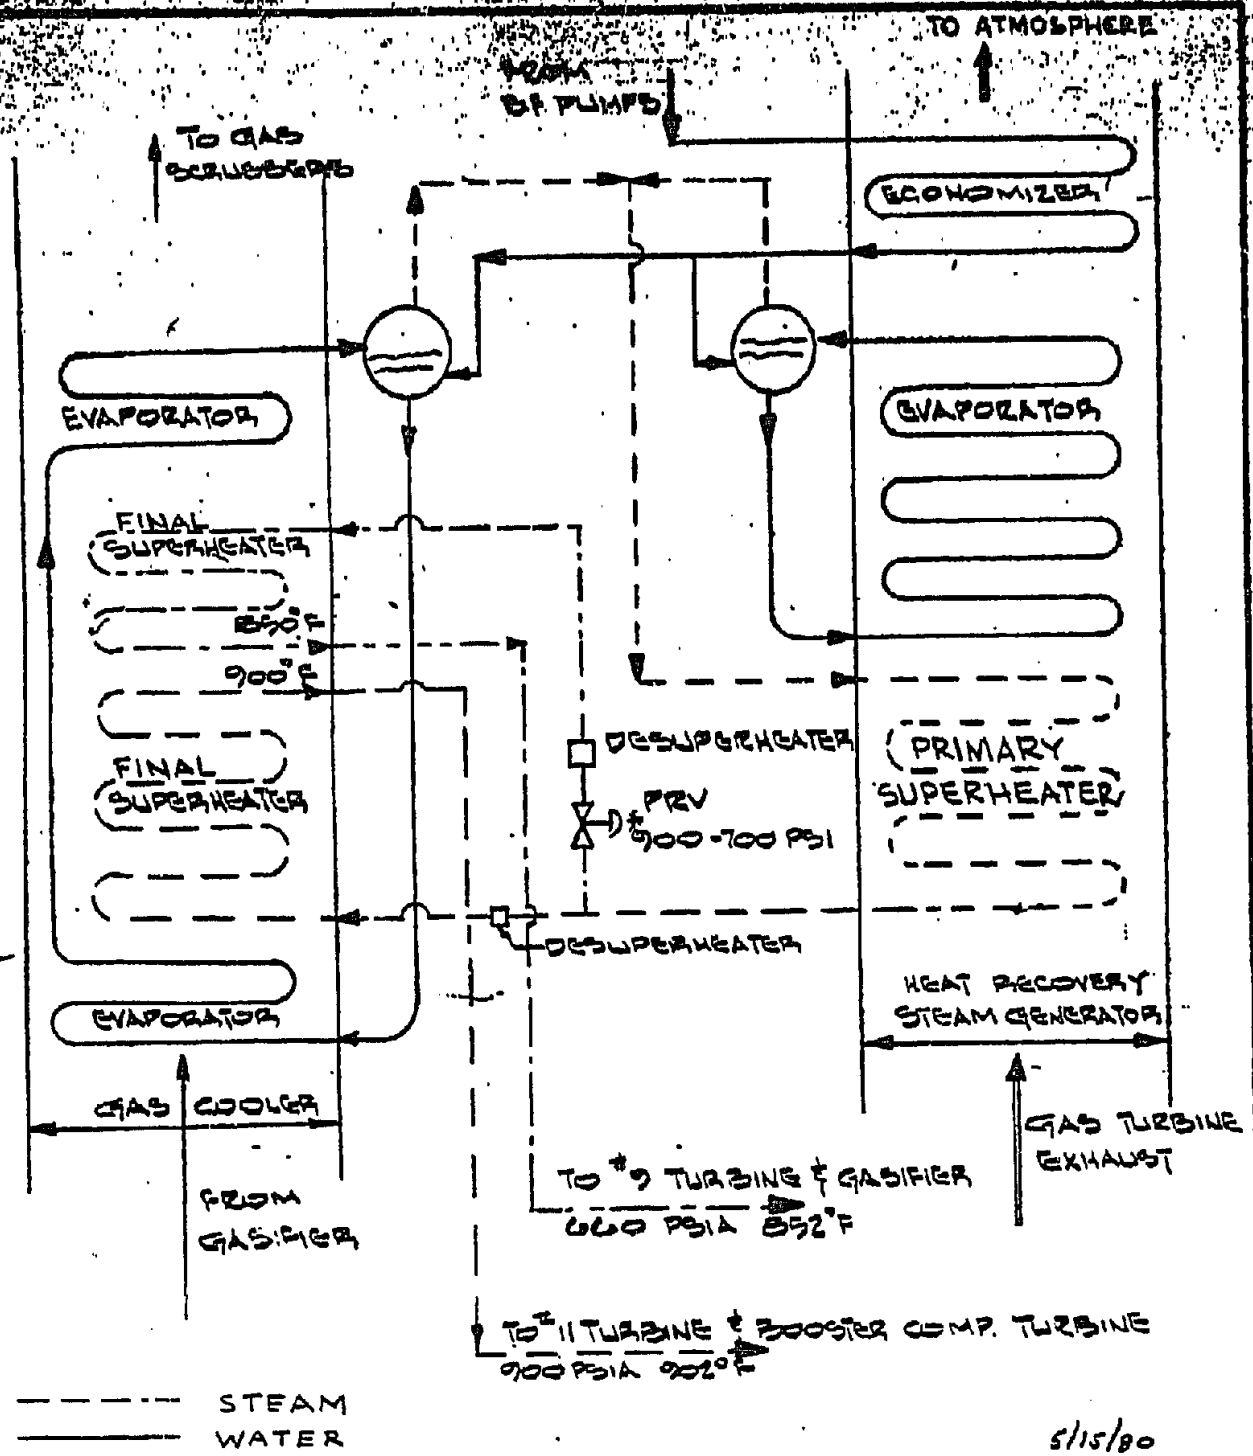 TO ATMOSPHERE
FROM
BF PUMPS
TO GAS
SCRUBBERS
ECONOMIZER
EVAPORATOR
EVAPORATOR
FINAL
SUPERHEATER
850°F
900°F
DESUPERHEATER
PRIMARY
SUPERHEATER
FINAL
SUPERHEATER
PRV
900-700 PSI
DESUPERHEATER
HEAT RECOVERY
STEAM GENERATOR
EVAPORATOR
GAS COOLER
GAS TURBINE
EXHAUST
FROM
GASIFIER
TO #9 TURBINE & GASIFIER
660 PSIA 852°F
TO #11 TURBINE & BOOSTER COMP. TURBINE
900 PSIA 902°F
STEAM
WATER
5/15/80